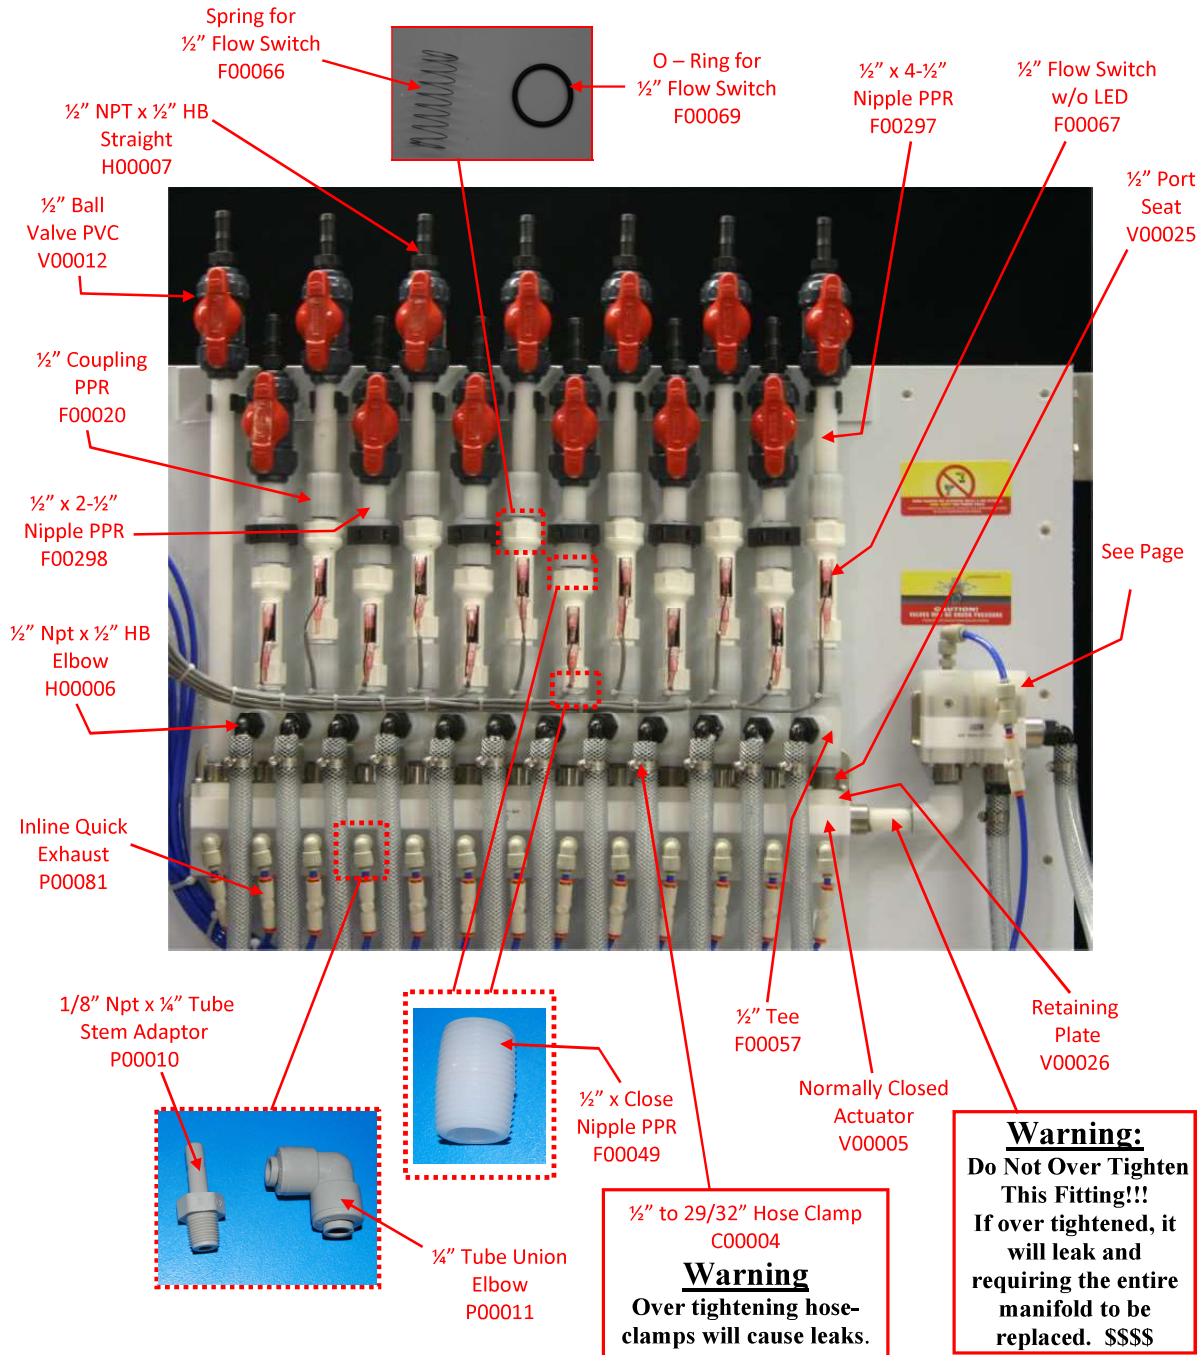 Spring for
½” Flow Switch
F00066
O – Ring for
½” Flow Switch
F00069
½” x 4-½”
Nipple PPR
F00297
½” Flow Switch
w/o LED
F00067
½” NPT x ½” HB
Straight
H00007
½” Port
Seat
V00025
½” Ball
Valve PVC
V00012
½” Coupling
PPR
F00020
½” x 2-½”
Nipple PPR
F00298
See Page
CAUTION!
½” Npt x ½” HB
Elbow
H00006
Inline Quick
Exhaust
P00081
1/8” Npt x ¼” Tube
Stem Adaptor
P00010
¼” Tube Union
Elbow
P00011
½” x Close
Nipple PPR
F00049
½” Tee
F00057
Normally Closed
Actuator
V00005
Retaining
Plate
V00026
½” to 29/32” Hose Clamp
C00004
Warning
Over tightening hose-
clamps will cause leaks.
Warning:
Do Not Over Tighten
This Fitting!!!
If over tightened, it
will leak and
requiring the entire
manifold to be
replaced.  $$$$